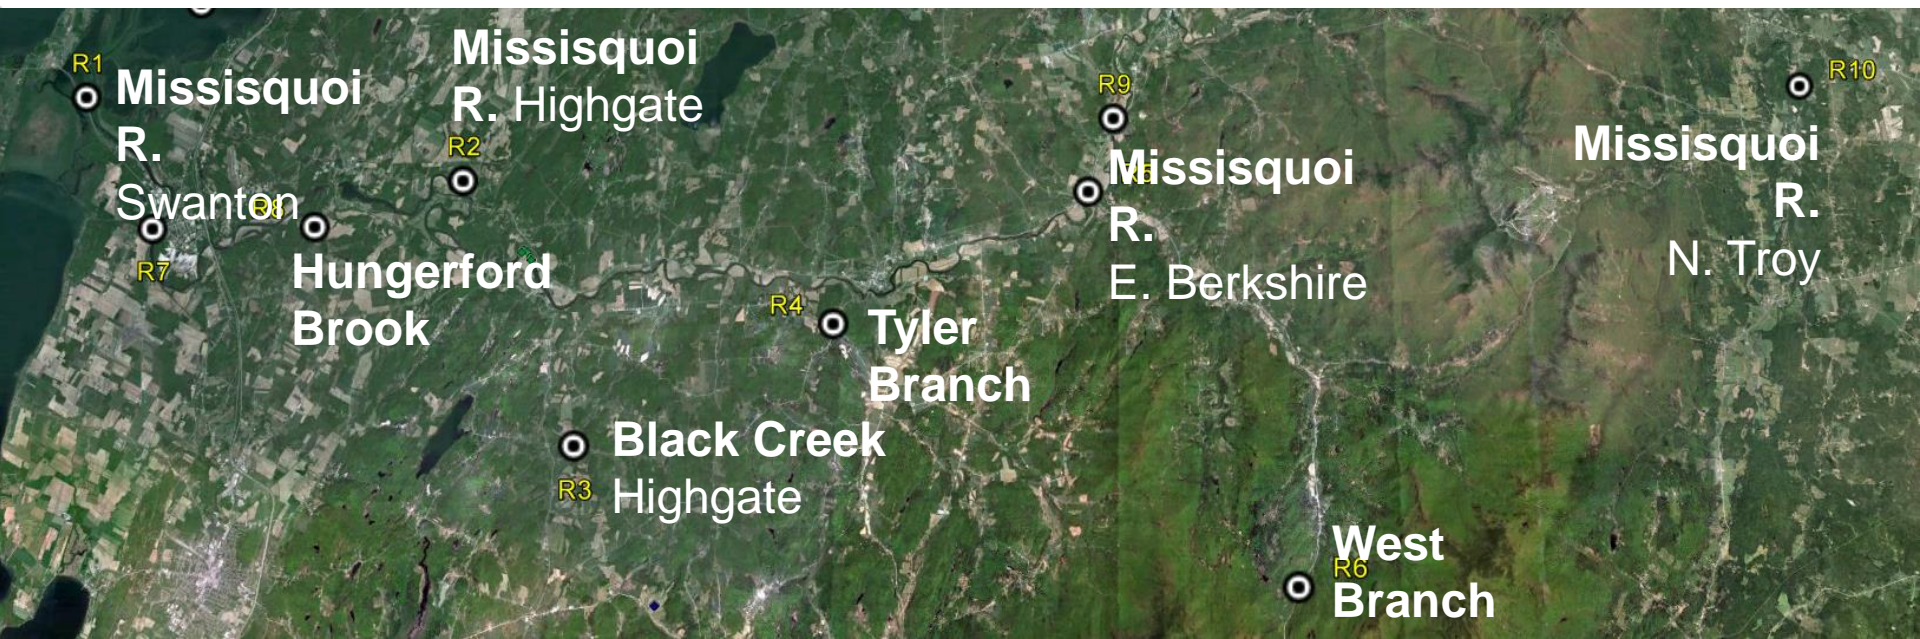 R1
Missisquoi
R.
Swanton
R7
R8
Hungerford
Brook
Missisquoi
R. Highgate
R2
R4
Tyler
Branch
Black Creek
Highgate
R3
R9
R5
Missisquoi
R.
E. Berkshire
West
R6
Branch
R10
Missisquoi
R.
N. Troy